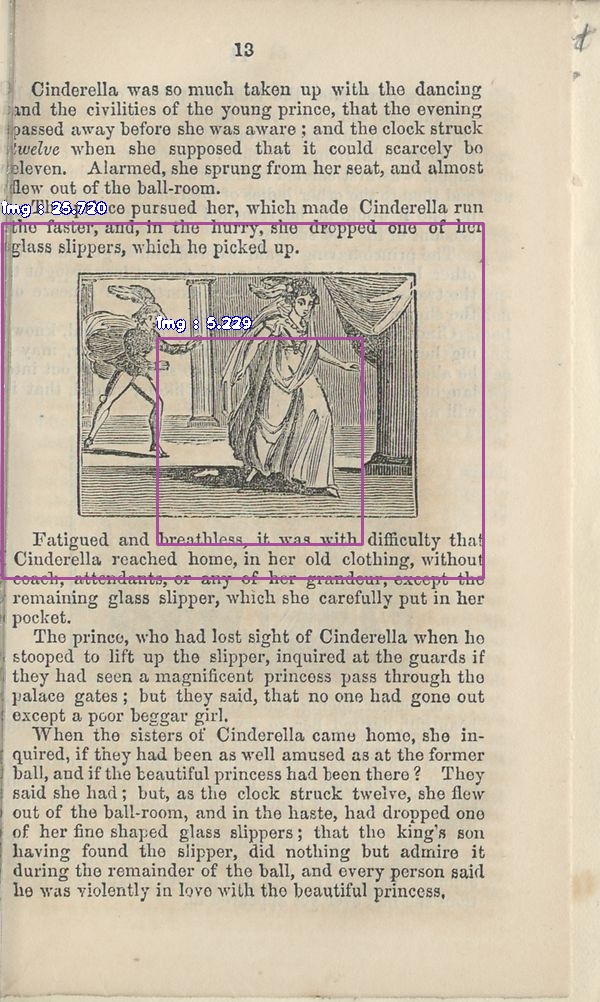 13
Cinderella was so much taken up with the dancing
and the civilities of the young prince, that the evening
passed away before she was aware ; and the clock struck
twelve when she supposed that it could scarcely be
eleven. Alarmed, she sprung from her seat, and almost
flew out of the ball-room.
img : 25.720
pursued her, which made Cinderella run
the faster, and, in the hurry, she dropped one of her
glass slippers, which he picked up.
img : 5.229
Fatigued and breathless, it was with difficulty that
Cinderella reached home, in her old clothing, without
coach, attendants, or any of her grandeur, except the
remaining glass slipper, which she carefully put in her
pocket.
The prince, who had lost sight of Cinderella when he
stooped to lift up the slipper, inquired at the guards if
they had seen a magnificent princess pass through the
palace gates ; but they said, that no one had gone out
except a poor beggar girl.
When the sisters of Cinderella came home, she in-
quired, if they had been as well amused as at the former
ball, and if the beautiful princess had been there ? They
said she had ; but, as the clock struck twelve, she flew
out of the ball-room, and in the haste, had dropped one
of her fine shaped glass slippers ; that the king's son
having found the slipper, did nothing but admire it
during the remainder of the ball, and every person said
he was violently in love with the beautiful princess,